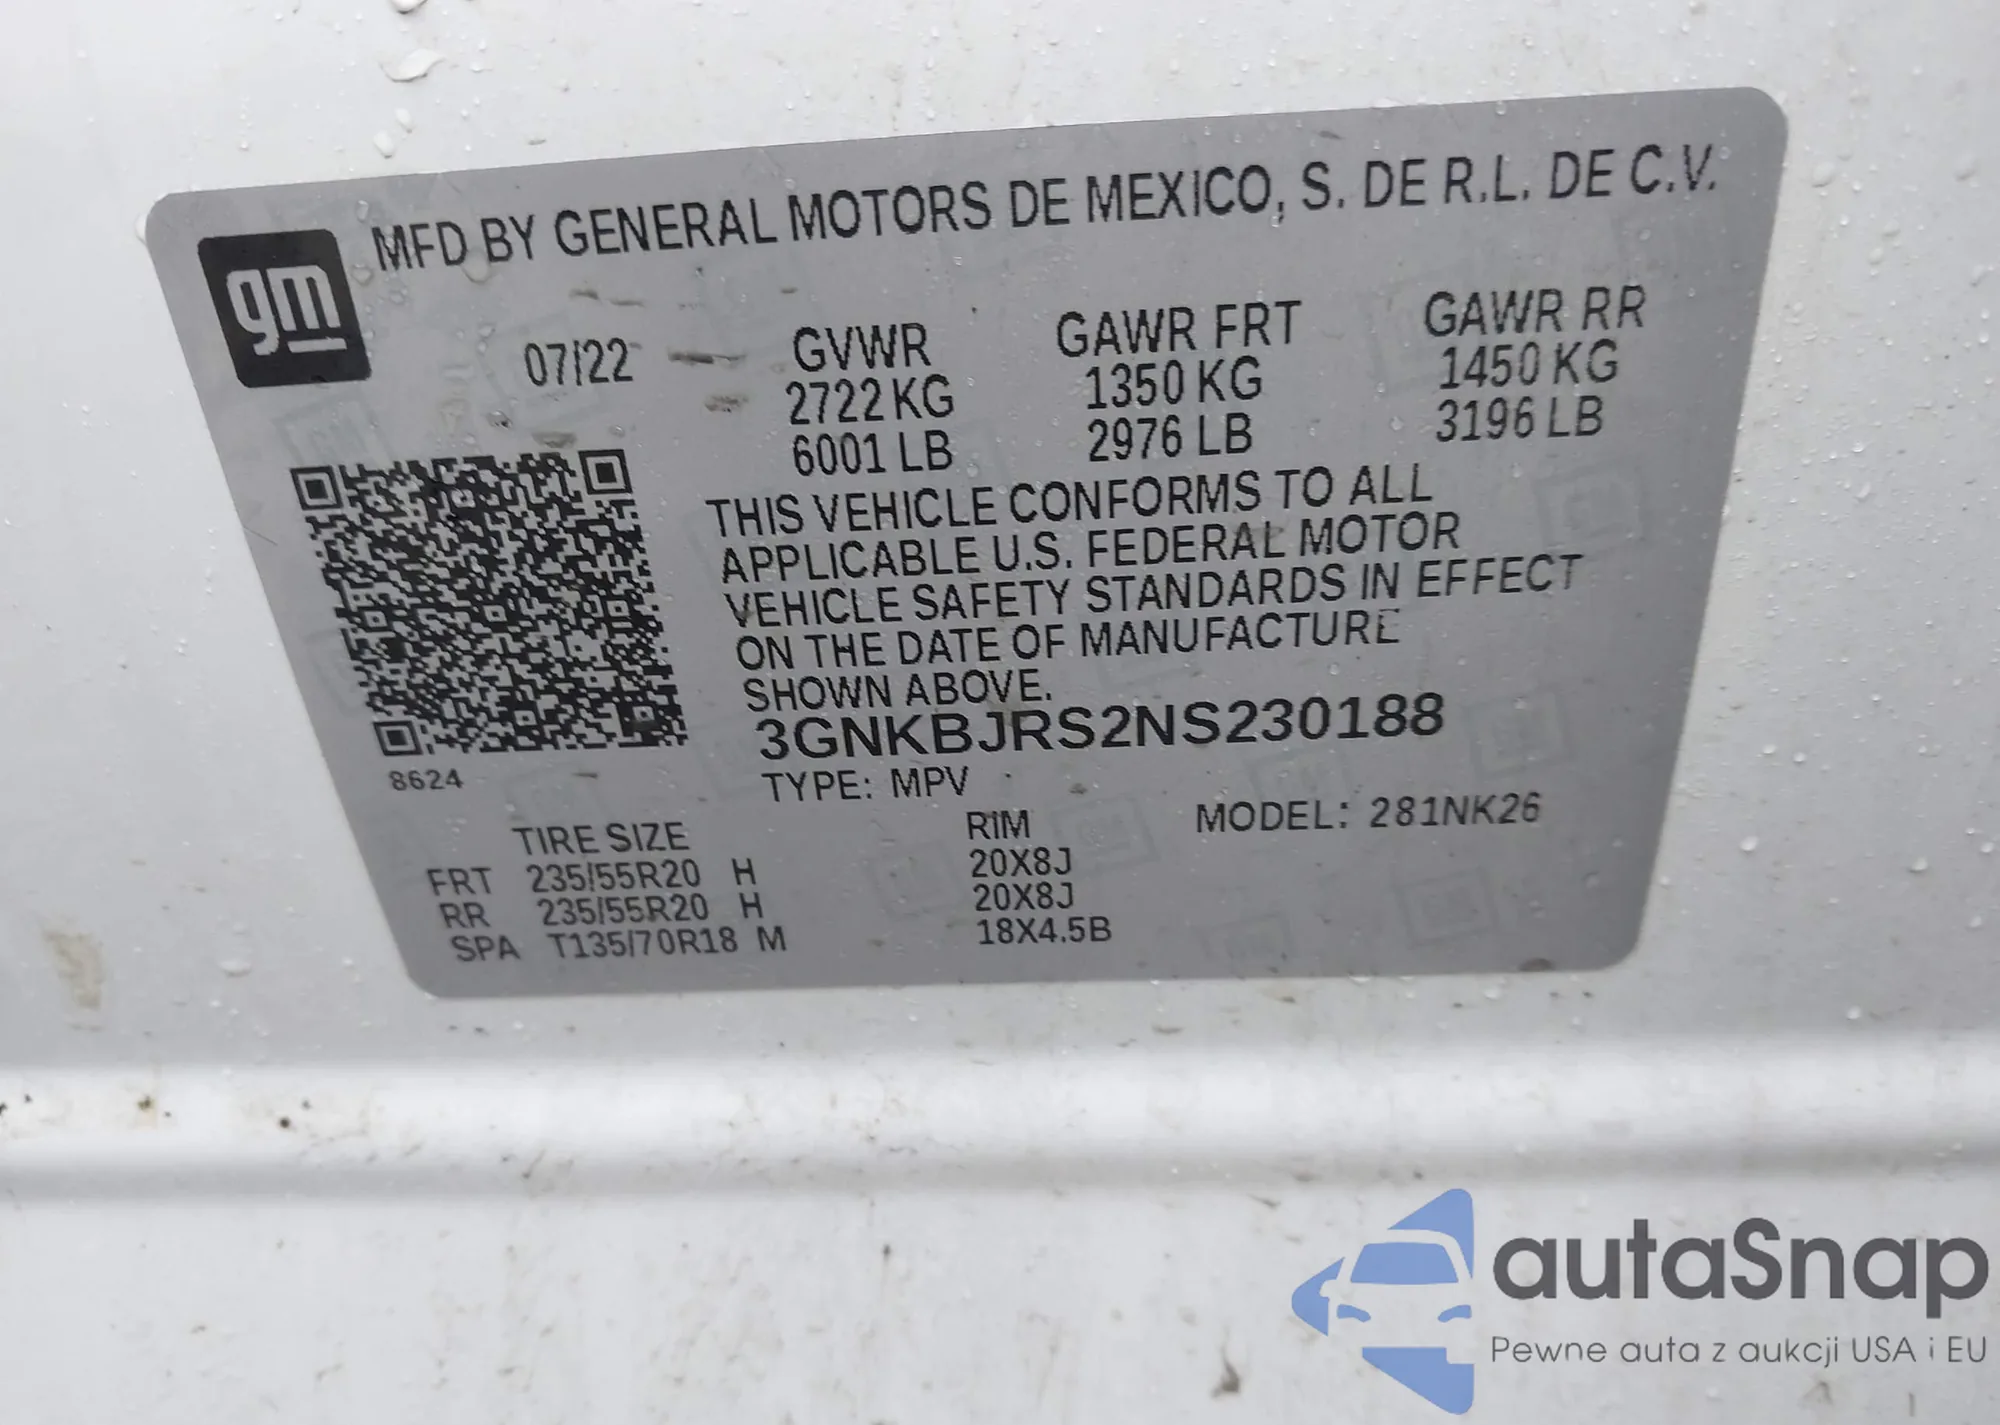 gm
MFD BY GENERAL MOTORS DE MEXICO, S. DE R.L. DE C.V.
07/22 GVWR GAWR FRT GAWR RR
2722 KG 1350 KG 1450 KG
6001 LB 2976 LB 3196 LB
THIS VEHICLE CONFORMS TO ALL
APPLICABLE U.S. FEDERAL MOTOR
VEHICLE SAFETY STANDARDS IN EFFECT
ON THE DATE OF MANUFACTURE
SHOWN ABOVE.
3GNKBJRS2NS230188
8624
TYPE: MPV
MODEL: 281NK26
TIRE SIZE RIM
FRT 235/55R20 H 20X8J
RR 235/55R20 H 20X8J
SPA T135/70R18 M 18X4.5B
autaSnap
Pewne auta z aukcji USA i EU